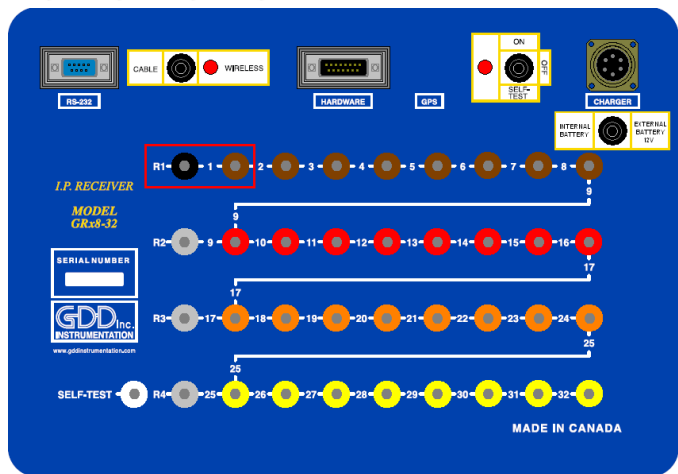 ON
OFF
SELF-
TEST
CABLE
WIRELESS
RS-232
HARDWARE
GPS
CHARGER
INTERNAL
BATTERY
EXTERNAL
BATTERY
12V
R1 1 2 3 4 5 6 7 8
9
I.P. RECEIVER
MODEL
GRx8-32
9
R2 9 10 11 12 13 14 15 16
17
SERIAL NUMBER
17
R3 17 18 19 20 21 22 23 24
25
GDD Inc.
INSTRUMENTATION
www.gddinstrumentation.com
25
SELF-TEST R4 25 26 27 28 29 30 31 32
MADE IN CANADA